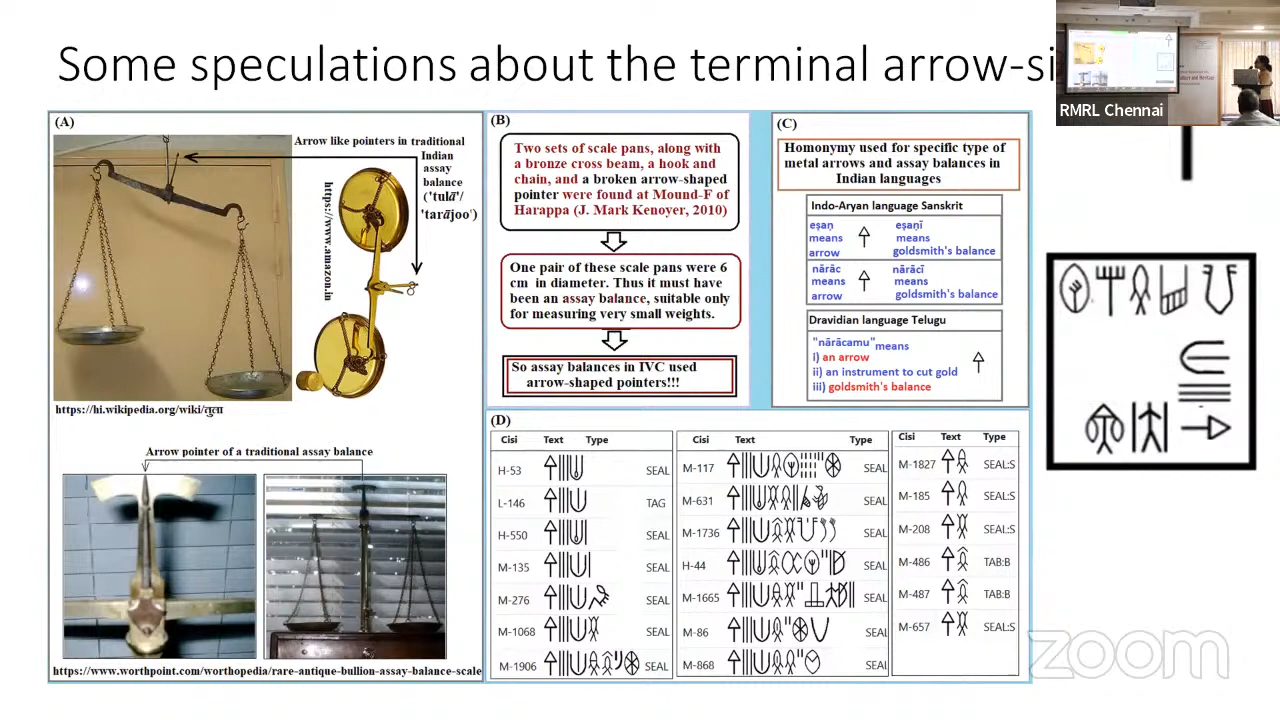 Some speculations about the terminal arrow-si
RMRL Chennai
(A)
Arrow like pointers in traditional
Indian
assay
balance
('tulā'/
'tarājoo')
https://www.amazon.in
https://hi.wikipedia.org/wiki/तुला
Arrow pointer of a traditional assay balance
https://www.worthpoint.com/worthopedia/rare-antique-bullion-assay-balance-scale
(B)
Two sets of scale pans, along with
a bronze cross beam, a hook and
chain, and a broken arrow-shaped
pointer were found at Mound-F of
Harappa (J. Mark Kenoyer, 2010)
One pair of these scale pans were 6
cm in diameter. Thus it must have
been an assay balance, suitable only
for measuring very small weights.
So assay balances in IVC used
arrow-shaped pointers!!!
(C)
Homonymy used for specific type of
metal arrows and assay balances in
Indian languages
Indo-Aryan language Sanskrit
eṣaṇ
means
arrow
eṣaṇī
means
goldsmith's balance
nārāc
means
arrow
nārācī
means
goldsmith's balance
Dravidian language Telugu
"nārācamu" means
i) an arrow
ii) an instrument to cut gold
iii) goldsmith's balance
(D)
Cisi Text Type
H-53 SEAL
L-146 TAG
H-550 SEAL
M-135 SEAL
M-276 SEAL
M-1068 SEAL
M-1906 SEAL
Cisi Text Type
M-117 SEAL
M-631 SEAL
M-1736 SEAL
H-44 SEAL
M-1665 SEAL
M-86 SEAL
M-868 SEAL
Cisi Text Type
M-1827 SEAL:S
M-185 SEAL:S
M-208 SEAL:S
M-486 TAB:B
M-487 TAB:B
M-657 SEAL:S
zoom